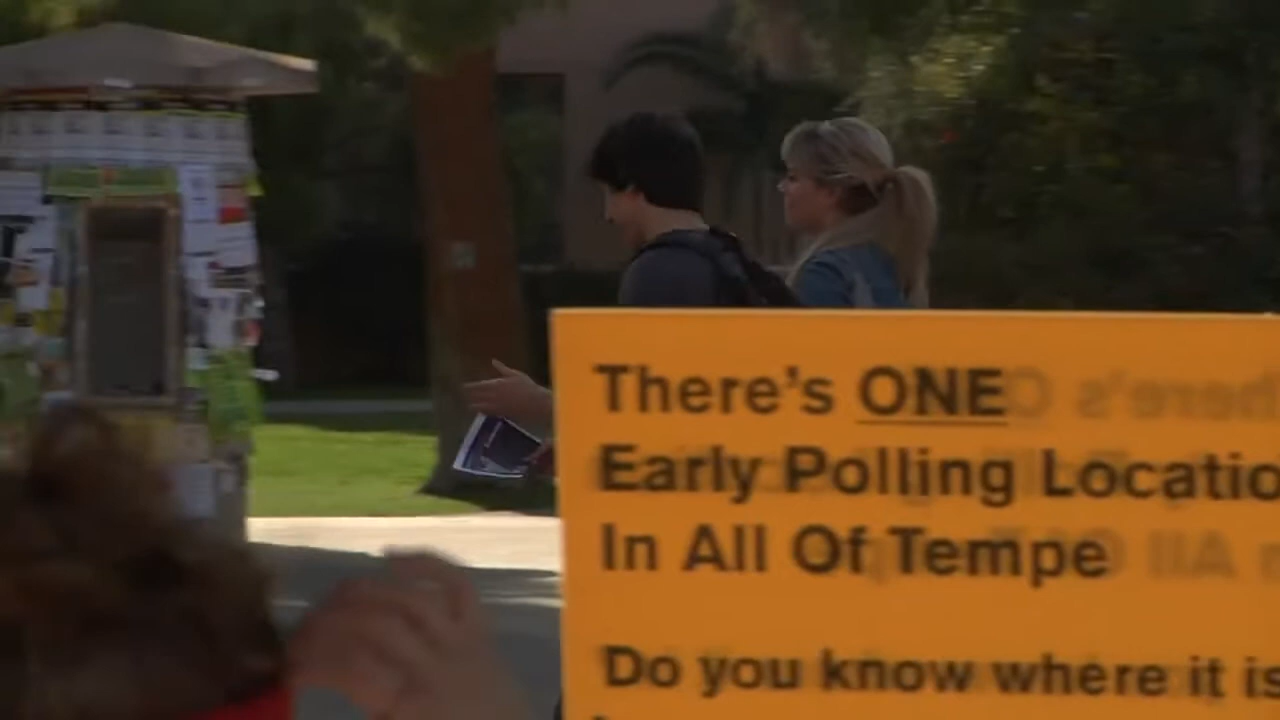 There's ONE
Early Polling Locatio
In All Of Tempe
Do you know where it is